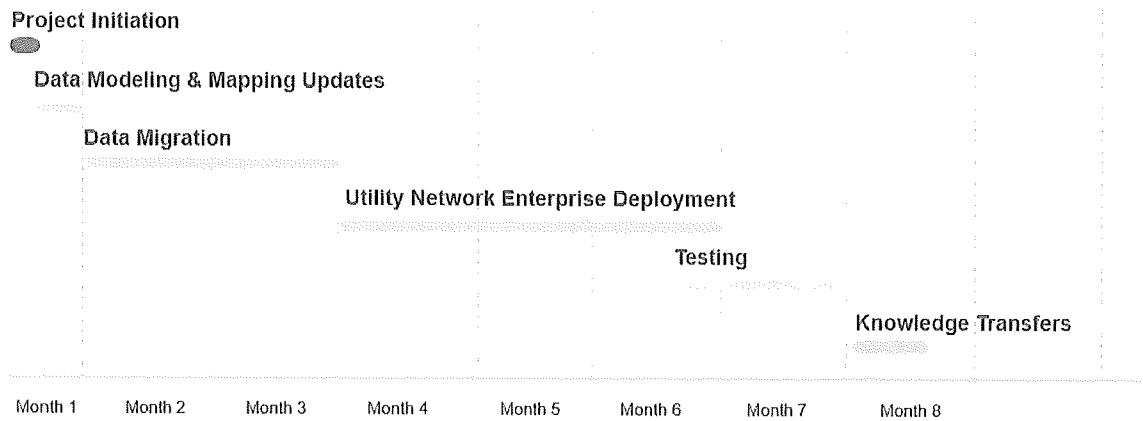 Project Initiation
Data Modeling & Mapping Updates
Data Migration
Utility Network Enterprise Deployment
Testing
Knowledge Transfers
Month 1 Month 2 Month 3 Month 4 Month 5 Month 6 Month 7 Month 8